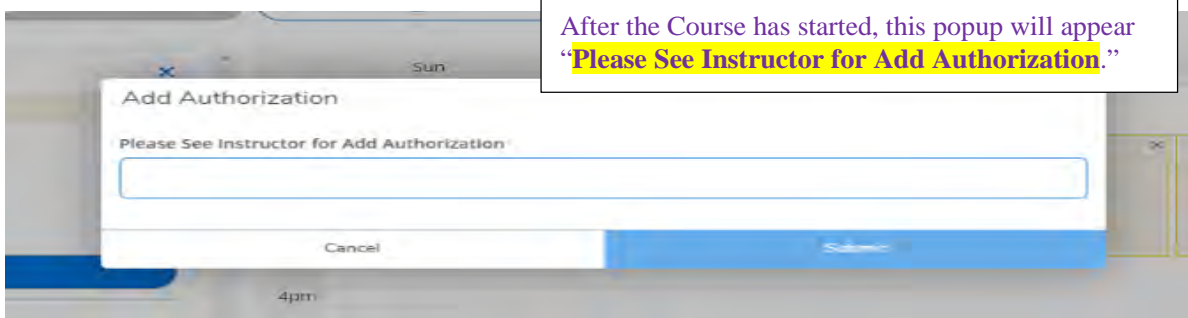 After the Course has started, this popup will appear
“Please See Instructor for Add Authorization.”
Sun
Add Authorization
Please See Instructor for Add Authorization
Cancel
Submit
4pm